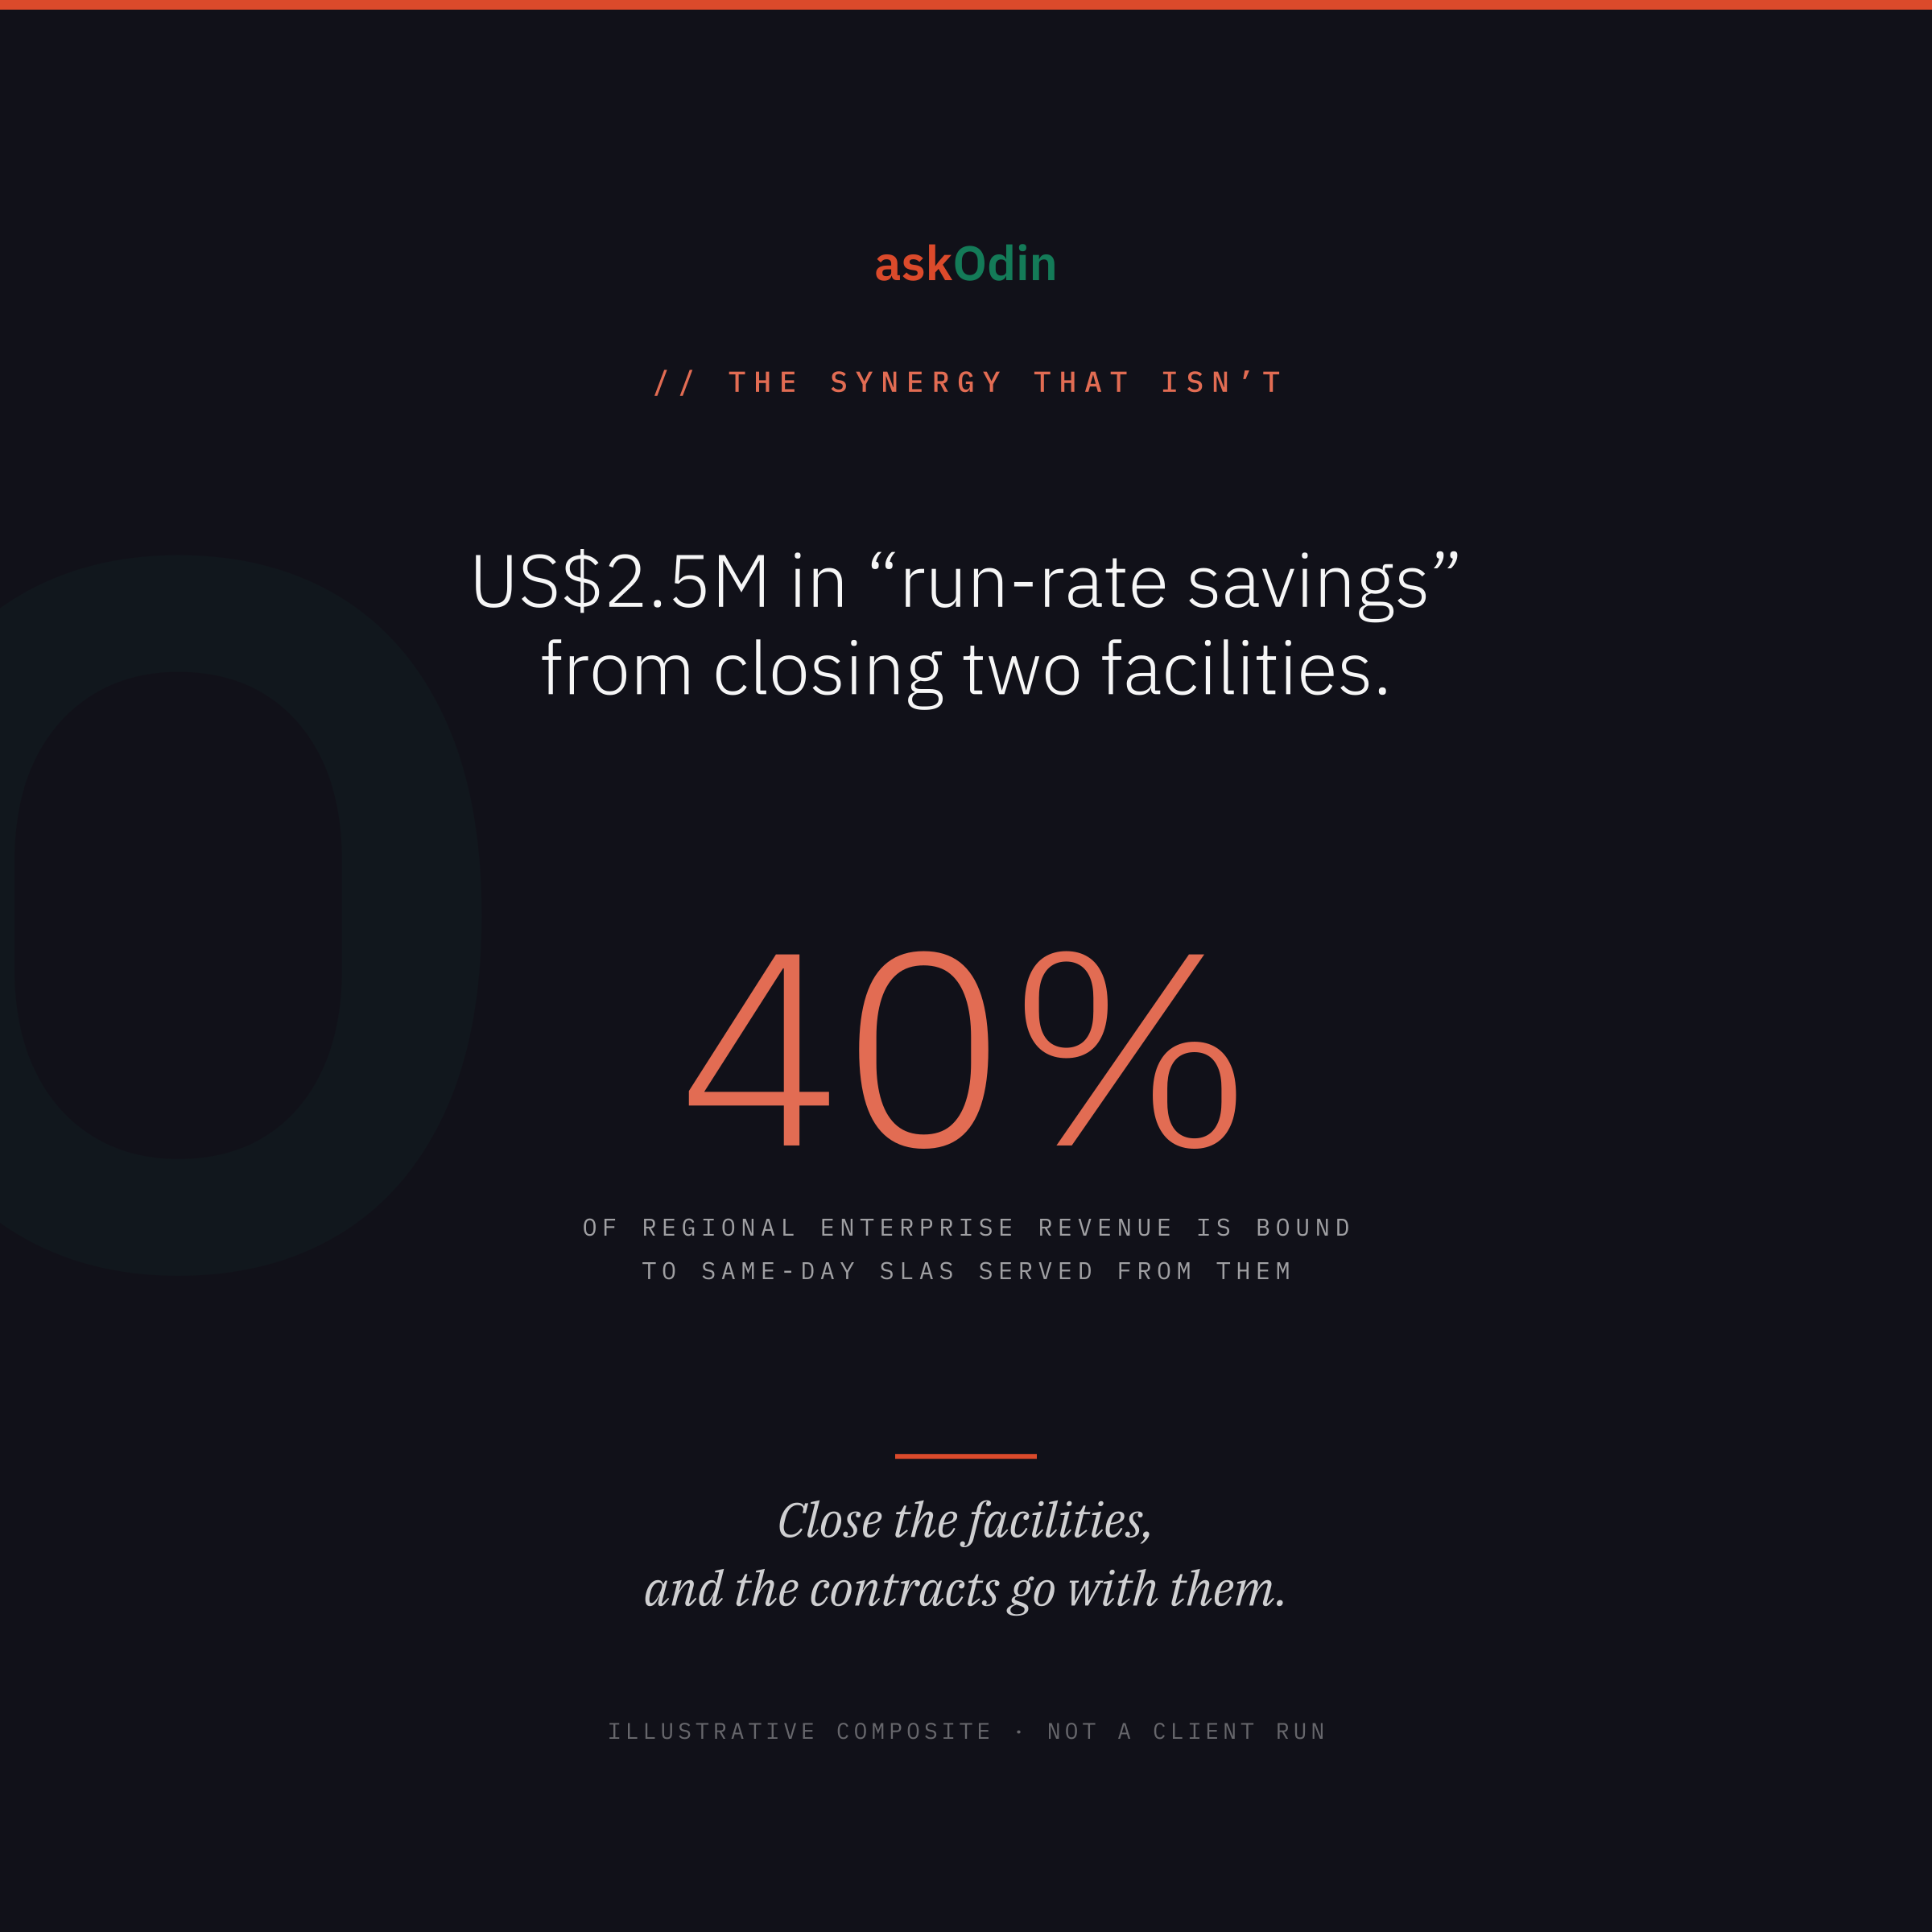 askOdin
// THE SYNERGY THAT ISN’T
US$2.5M in “run-rate savings”
from closing two facilities.
40%
OF REGIONAL ENTERPRISE REVENUE IS BOUND
TO SAME-DAY SLAS SERVED FROM THEM
Close the facilities,
and the contracts go with them.
ILLUSTRATIVE COMPOSITE · NOT A CLIENT RUN